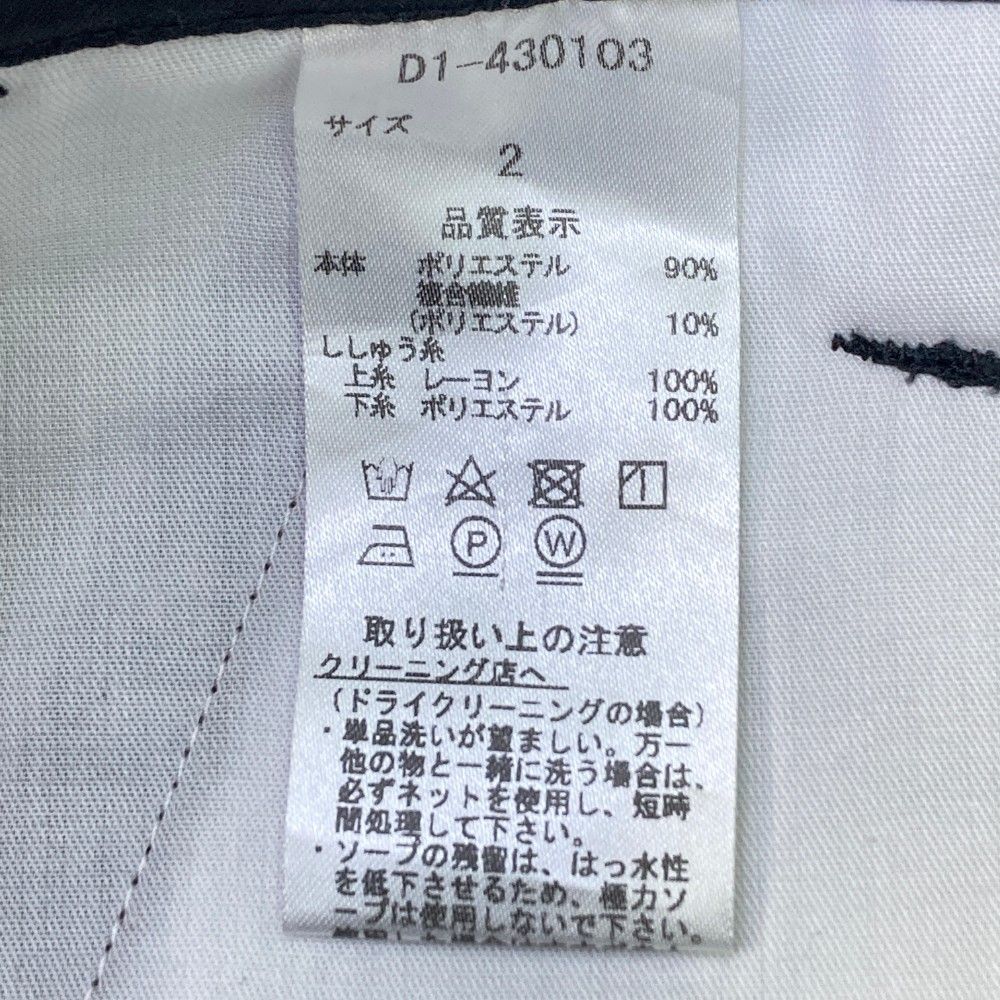 D1-430103
サイズ
2
品質表示
本体 ポリエステル 90%
複合繊維
(ポリエステル) 10%
ししゅう糸
上糸 レーヨン 100%
下糸 ポリエステル 100%
P W
取り扱い上の注意
クリーニング店へ
(ドライクリーニングの場合)
・単品洗いが望ましい。万一
他の物と一緒に洗う場合は、
必ずネットを使用し、短時
間処理して下さい。
・ソープの残留は、はっ水性
を低下させるため、極力ソ
ープは使用しないで下さい。